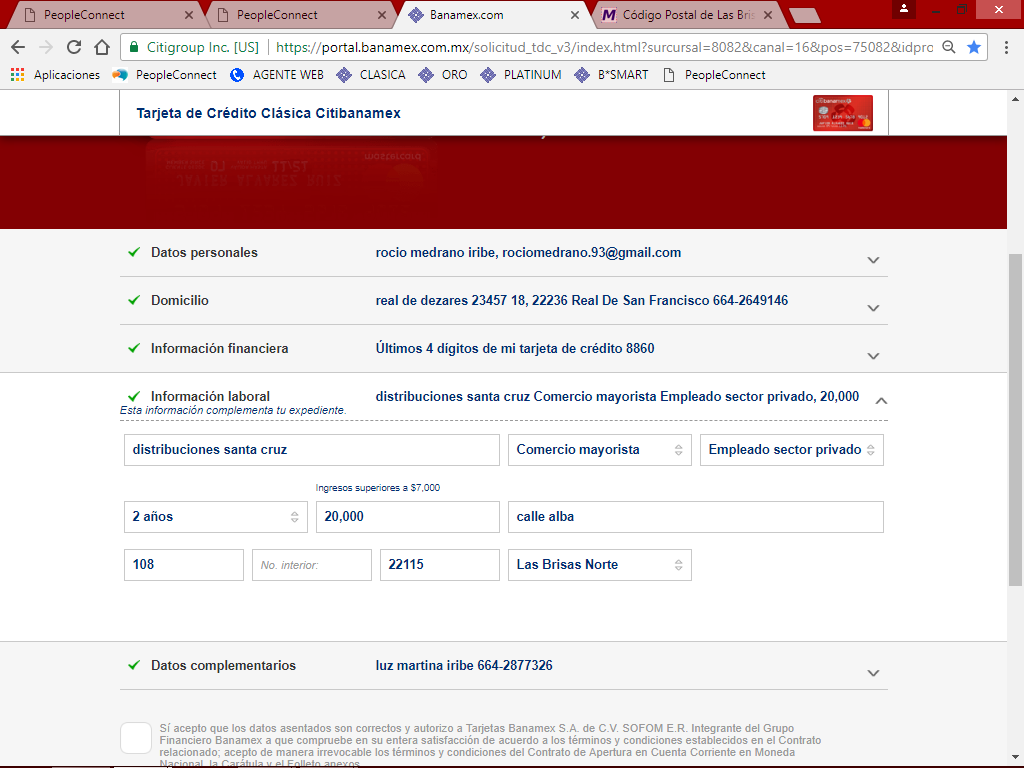 PeopleConnect
PeopleConnect
Banamex.com
Código Postal de Las Bris
Citigroup Inc. [US]
https://portal.banamex.com.mx/solicitud_tdc_v3/index.html?surcursal=8082&canal=16&pos=75082&idpro
Aplicaciones
PeopleConnect
AGENTE WEB
CLASICA
ORO
PLATINUM
B*SMART
PeopleConnect
Tarjeta de Crédito Clásica Citibanamex
Datos personales
rocio medrano iribe, rociomedrano.93@gmail.com
Domicilio
real de dezares 23457 18, 22236 Real De San Francisco 664-2649146
Información financiera
Últimos 4 dígitos de mi tarjeta de crédito 8860
Información laboral
distribuciones santa cruz Comercio mayorista Empleado sector privado, 20,000
Esta información complementa tu expediente.
distribuciones santa cruz
Comercio mayorista
Empleado sector privado
Ingresos superiores a $7,000
2 años
20,000
calle alba
108
No. interior:
22115
Las Brisas Norte
Datos complementarios
luz martina iribe 664-2877326
Sí acepto que los datos asentados son correctos y autorizo a Tarjetas Banamex S.A. de C.V. SOFOM E.R. Integrante del Grupo
Financiero Banamex a que compruebe en su entera satisfacción de acuerdo a los términos y condiciones establecidos en el Contrato
relacionado; acepto de manera irrevocable los términos y condiciones del Contrato de Apertura en Cuenta Corriente en Moneda
Nacional, la Carátula y el Folleto anexos